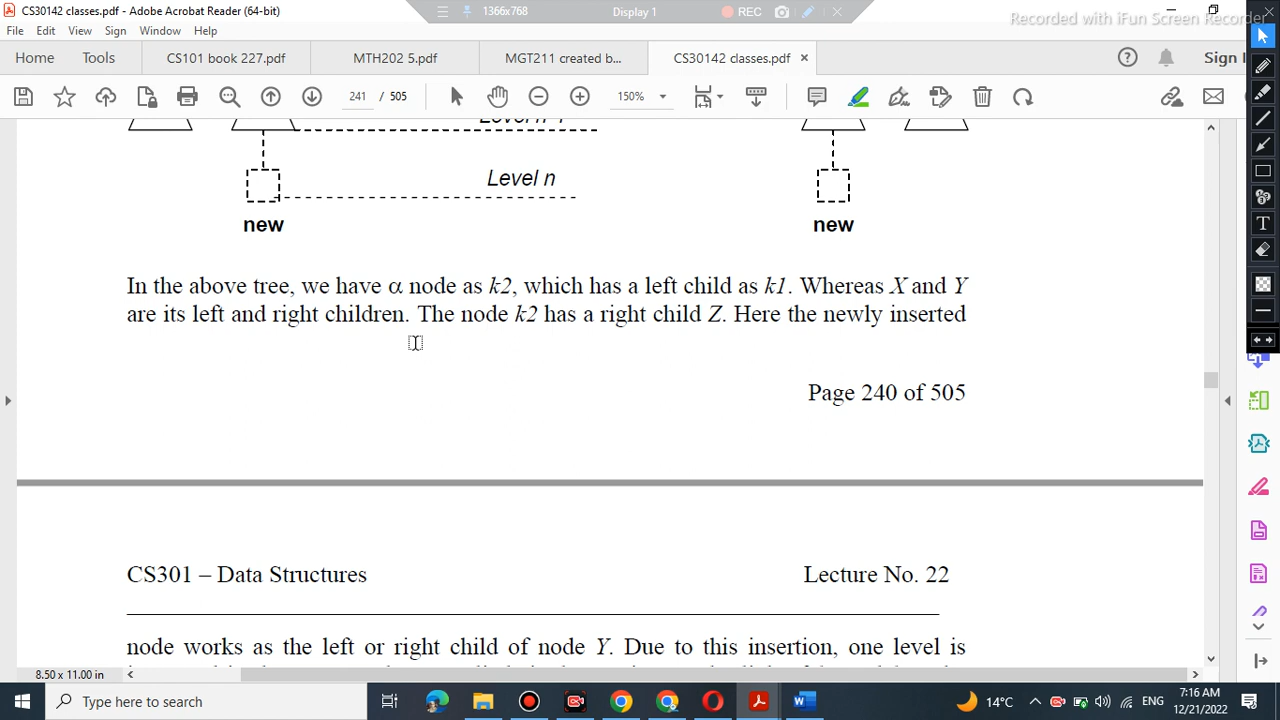 CS30142 classes.pdf - Adobe Acrobat Reader (64-bit)
1366x768
Display 1
REC
Recorded with iFun Screen Recorder
File Edit View Sign Window Help
Home Tools CS101 book 227.pdf MTH202 5.pdf MGT211 created b... CS30142 classes.pdf Sign I
241 / 505 150%
Level n
new new
In the above tree, we have α node as k2, which has a left child as k1. Whereas X and Y
are its left and right children. The node k2 has a right child Z. Here the newly inserted
Page 240 of 505
CS301 – Data Structures Lecture No. 22
node works as the left or right child of node Y. Due to this insertion, one level is
8.50 x 11.00 in
Type here to search
14°C
ENG
7:16 AM
12/21/2022